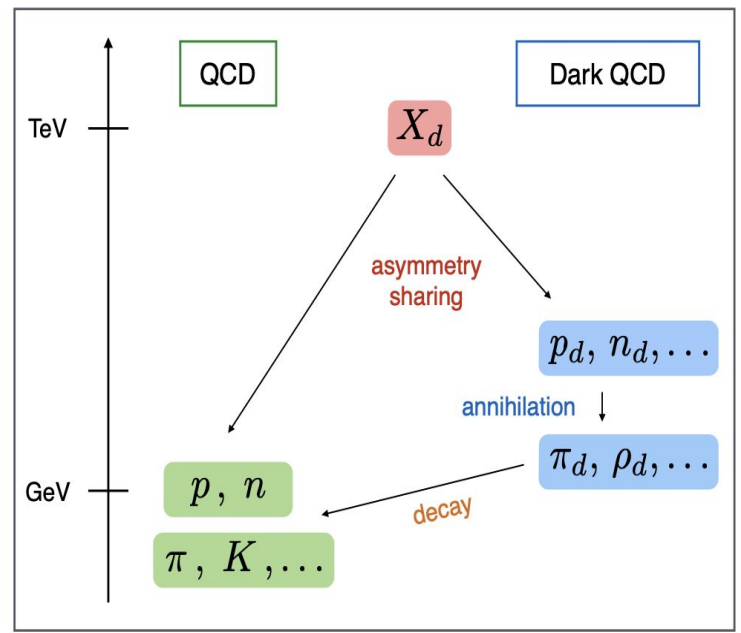 QCD
Dark QCD
TeV
X_d
asymmetry
sharing
p_d, n_d, ...
annihilation
GeV
p, n
π_d, ρ_d, ...
decay
π, K, ...